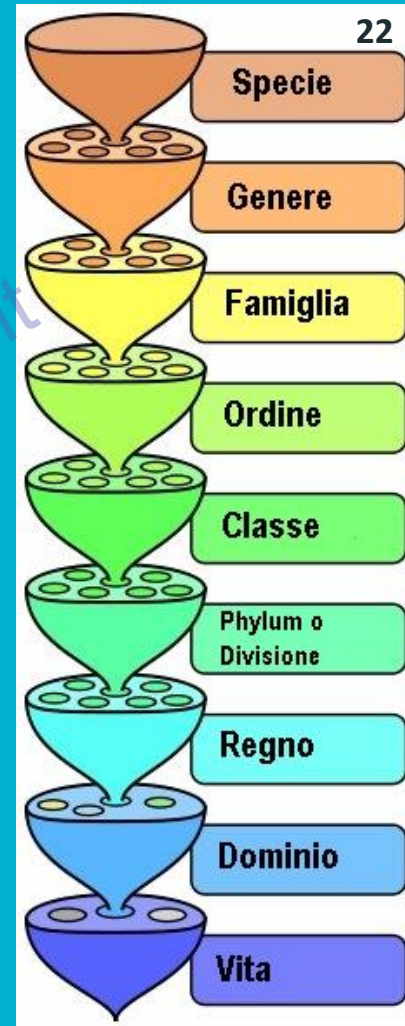 22
Specie
Genere
Famiglia
Ordine
Classe
Phylum o
Divisione
Regno
Dominio
Vita